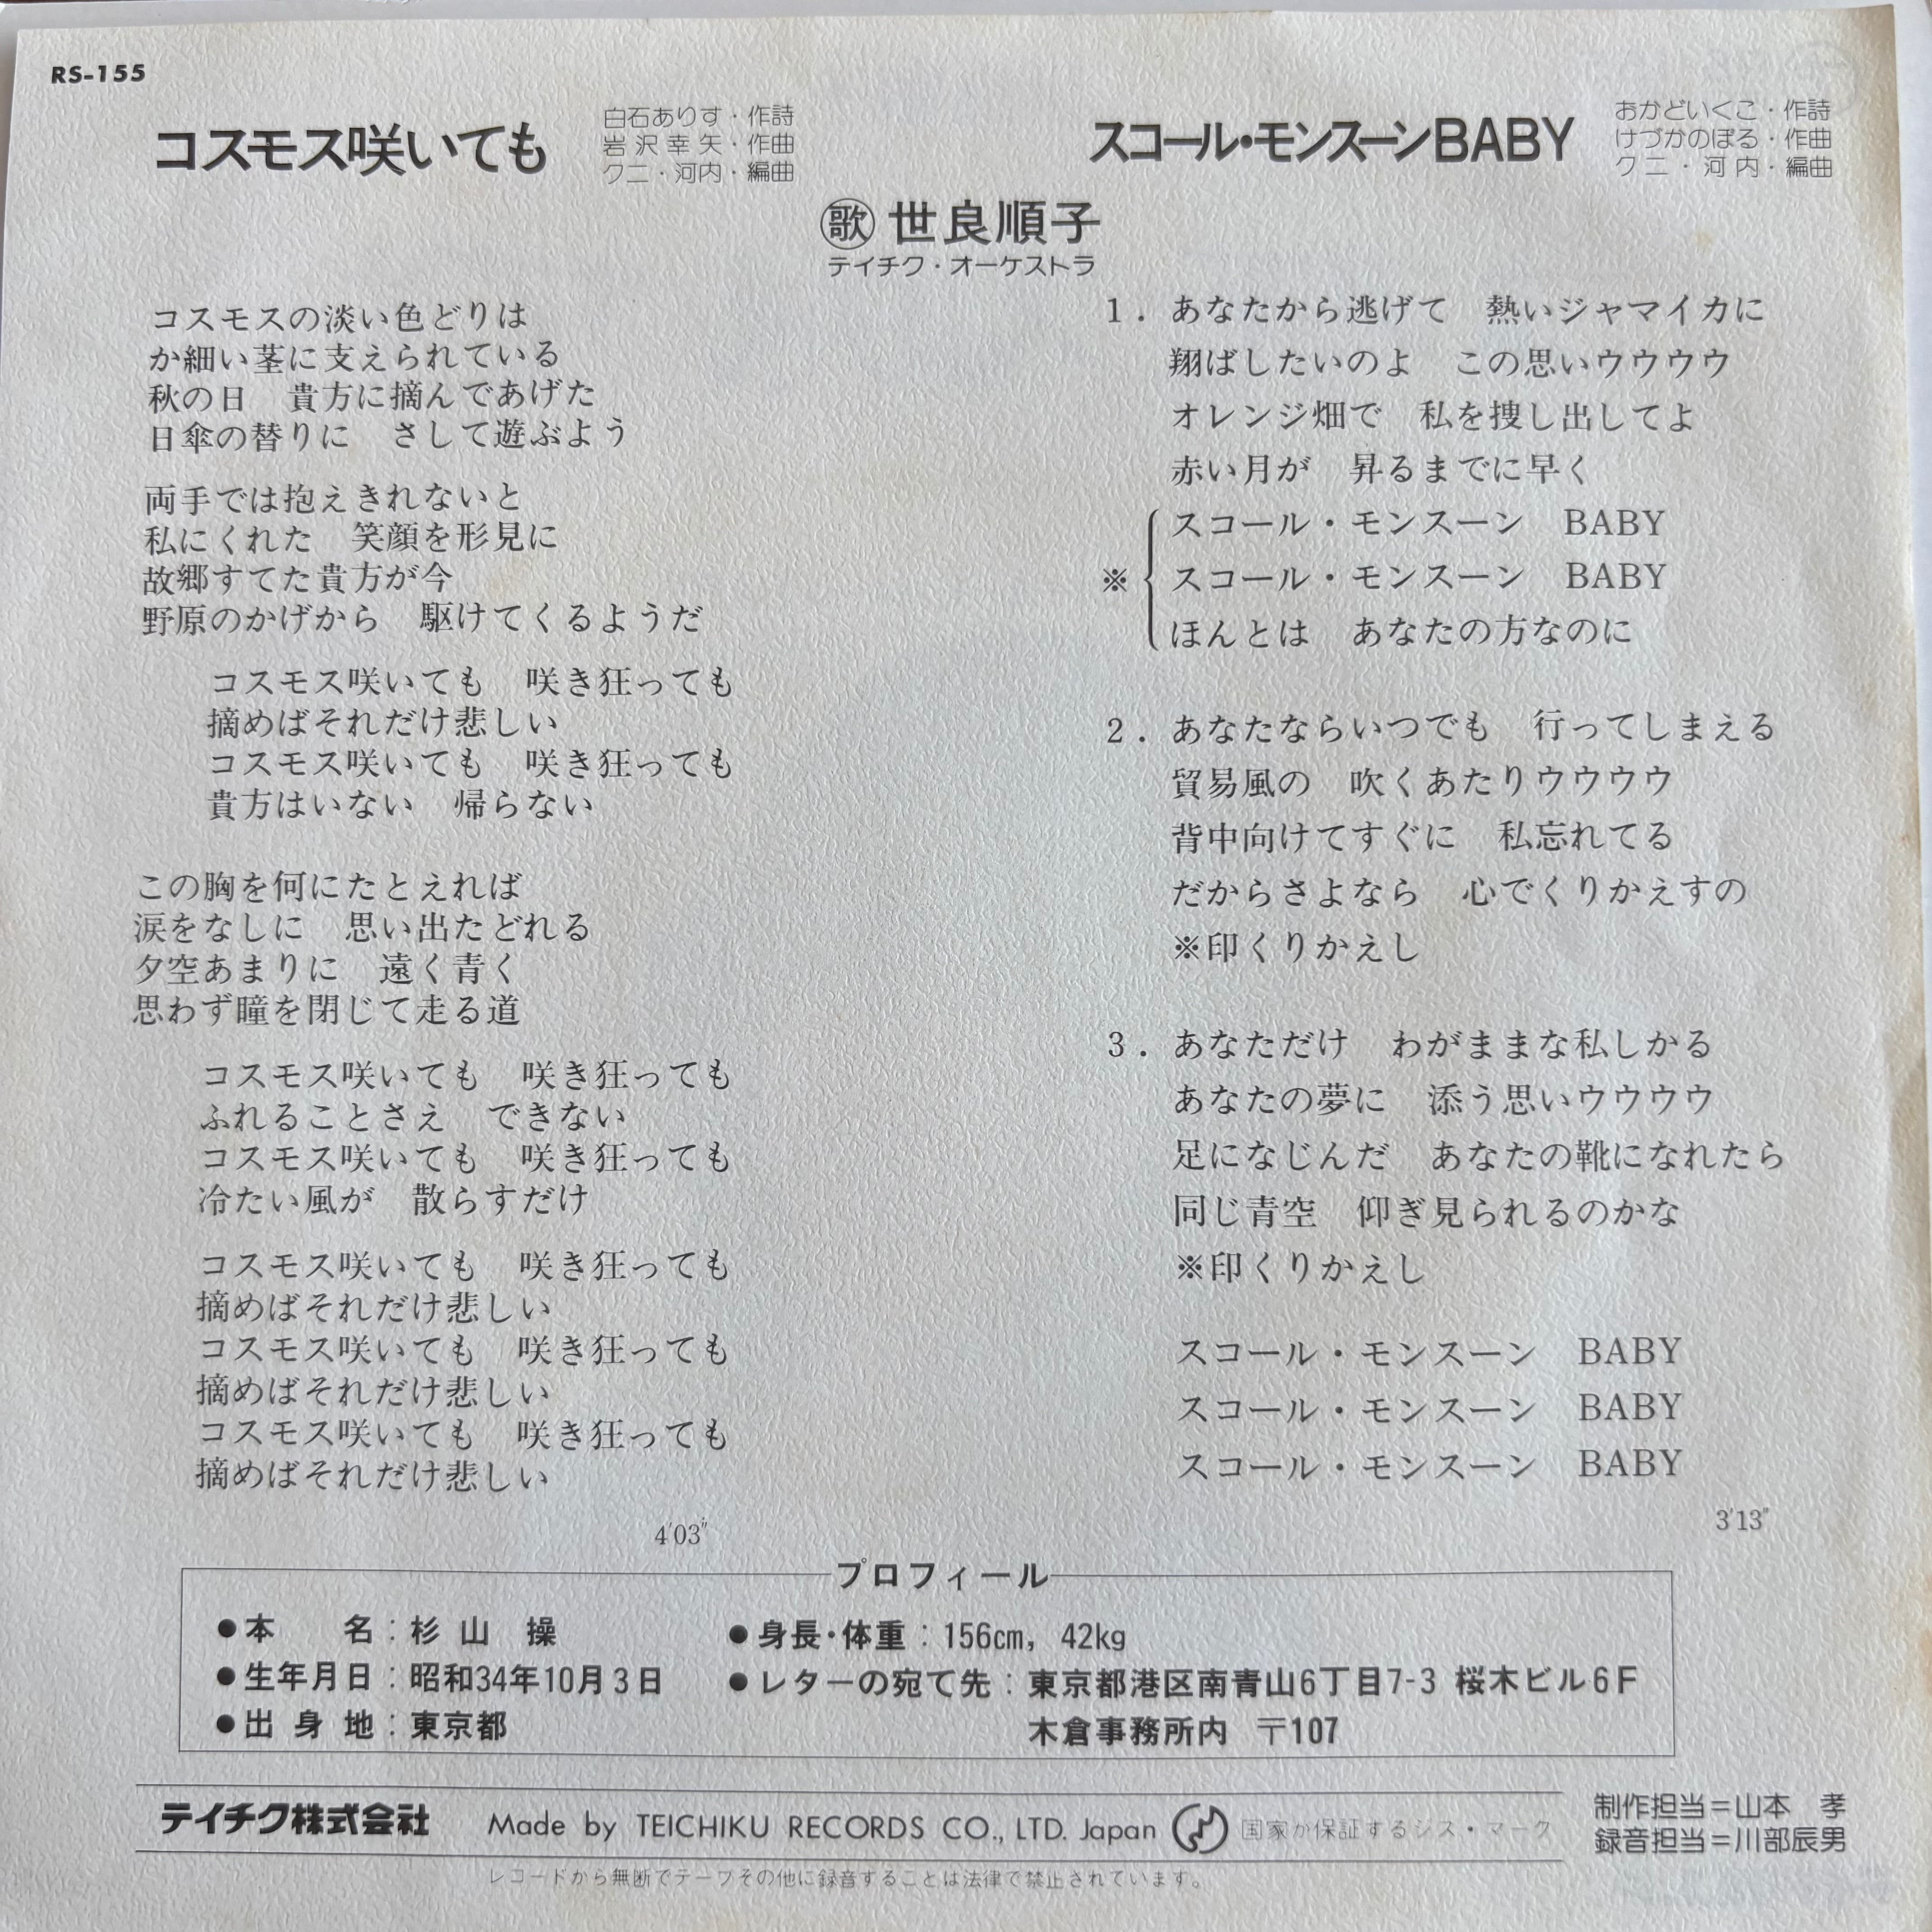 RS-155
コスモス咲いても
白石ありす・作詩
岩沢幸矢・作曲
クニ・河内・編曲
スコール・モンスーンBABY
おかどいくこ・作詩
けづかのぼる・作曲
クニ・河内・編曲
㊕歌 世良順子
テイチク・オーケストラ
コスモスの淡い色どりは
か細い茎に支えられている
秋の日　貴方に摘んであげた
日傘の替りに　さして遊ぶよう
両手では抱えきれないと
私にくれた　笑顔を形見に
故郷すてた貴方が今
野原のかげから　駆けてくるようだ
コスモス咲いても　咲き狂っても
摘めばそれだけ悲しい
コスモス咲いても　咲き狂っても
貴方はいない　帰らない
この胸を何にたとえれば
涙をなしに　思い出たどれる
夕空あまりに　遠く青く
思わず瞳を閉じて走る道
コスモス咲いても　咲き狂っても
ふれることさえ　できない
コスモス咲いても　咲き狂っても
冷たい風が　散らすだけ
コスモス咲いても　咲き狂っても
摘めばそれだけ悲しい
コスモス咲いても　咲き狂っても
摘めばそれだけ悲しい
コスモス咲いても　咲き狂っても
摘めばそれだけ悲しい
4′03″
1．あなたから逃げて　熱いジャマイカに
翔ばしたいのよ　この思いウウウウ
オレンジ畑で　私を捜し出してよ
赤い月が　昇るまでに早く
スコール・モンスーン　BABY
※ スコール・モンスーン　BABY
ほんとは　あなたの方なのに
2．あなたならいつでも　行ってしまえる
貿易風の　吹くあたりウウウウ
背中向けてすぐに　私忘れてる
だからさよなら　心でくりかえすの
※印くりかえし
3．あなただけ　わがままな私しかる
あなたの夢に　添う思いウウウウ
足になじんだ　あなたの靴になれたら
同じ青空　仰ぎ見られるのかな
※印くりかえし
スコール・モンスーン　BABY
スコール・モンスーン　BABY
スコール・モンスーン　BABY
3′13″
プロフィール
●本　名：杉山　操
●生年月日：昭和34年10月3日
●出身地：東京都
●身長・体重：156cm, 42kg
●レターの宛て先：東京都港区南青山6丁目7-3 桜木ビル6F
木倉事務所内　〒107
テイチク株式会社　Made by TEICHIKU RECORDS CO., LTD. Japan　国家が保証するジス・マーク
制作担当=山本　孝
録音担当=川部辰男
レコードから無断でテープその他に録音することは法律で禁止されています。